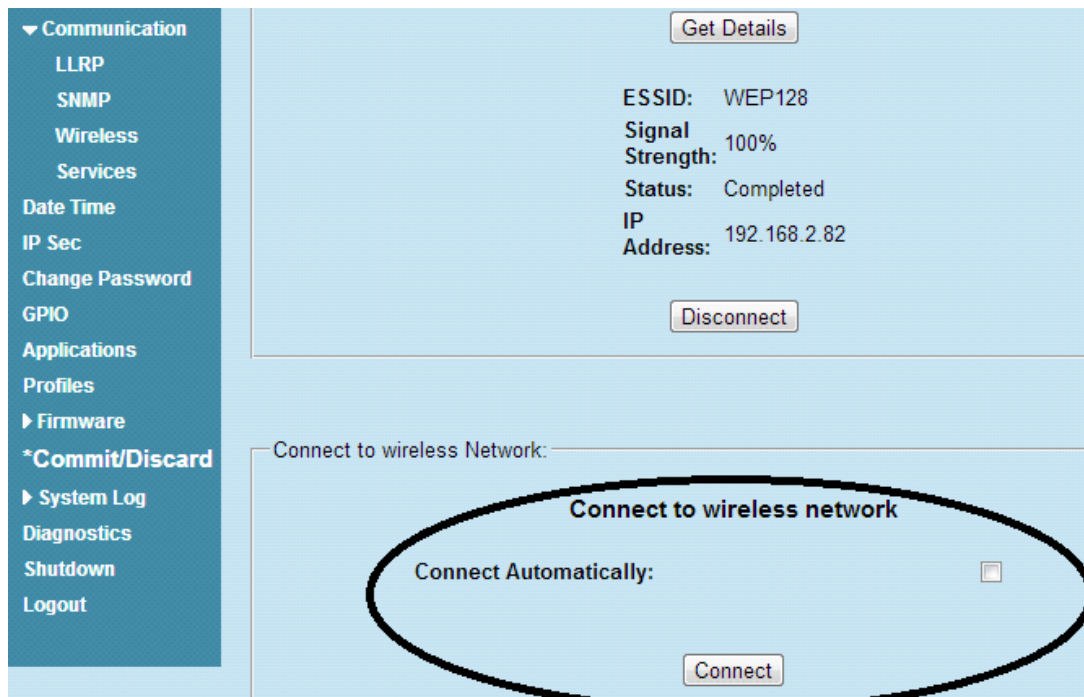 Communication
LLRP
SNMP
Wireless
Services
Date Time
IP Sec
Change Password
GPIO
Applications
Profiles
Firmware
*Commit/Discard
System Log
Diagnostics
Shutdown
Logout
Get Details
ESSID: WEP128
Signal
Strength: 100%
Status: Completed
IP
Address: 192.168.2.82
Disconnect
Connect to wireless Network:
Connect to wireless network
Connect Automatically:
Connect